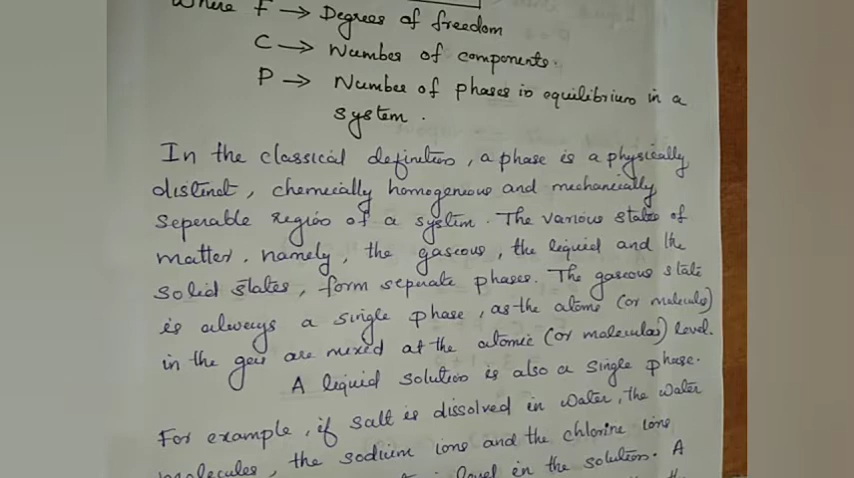 Where F → Degrees of freedom
C → Number of components.
P → Number of phases in equilibrium in a
system.
In the classical definition, a phase is a physically
distinct, chemically homogenious and mechanically
seperable region of a system. The various states of
matter, namely, the gaseous, the liquid and the
solid states, form seperate phases. The gaseous state
is always a single phase, as the atoms (or molecules)
in the gas are mixed at the atomic (or molecular) level.
A liquid solution is also a single phase.
For example, if salt is dissolved in water, the water
molecules, the sodium ions and the chlorine ions
level in the solution. A